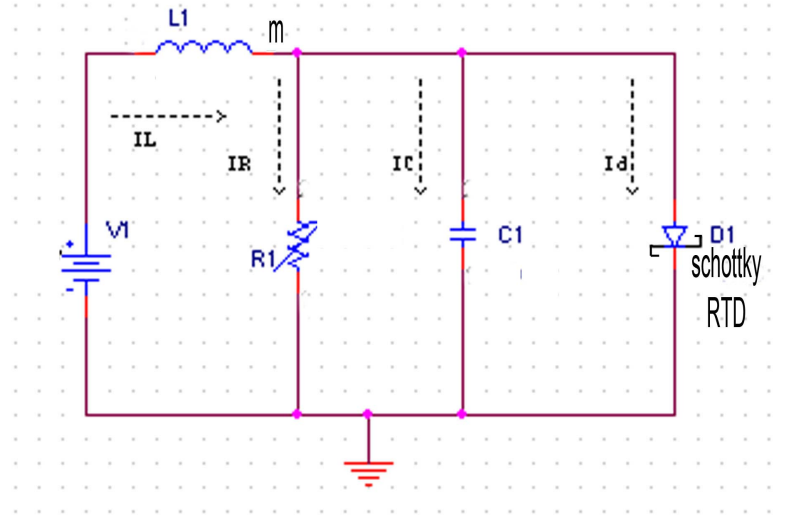 L1
m
IL
IR
IC
Id
V1
+
-
R1
C1
D1
schottky
RTD